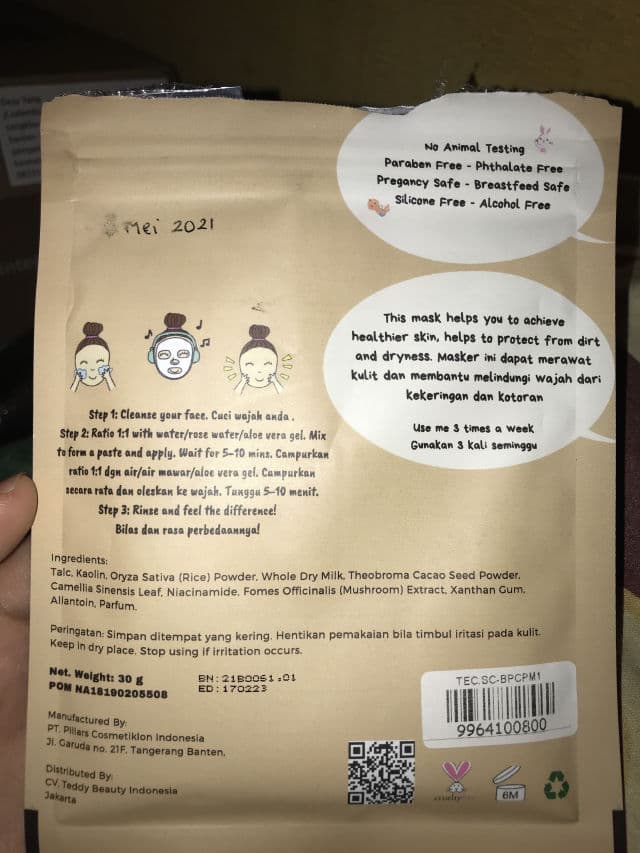 No Animal Testing
Paraben Free - Phthalate Free
Pregancy Safe - Breastfeed Safe
Silicone Free - Alcohol Free
Mei 2021
This mask helps you to achieve
healthier skin, helps to protect from dirt
and dryness. Masker ini dapat merawat
kulit dan membantu melindungi wajah dari
kekeringan dan kotoran
Use me 3 times a week
Gunakan 3 kali seminggu
Step 1: Cleanse your face. Cuci wajah anda .
Step 2: Ratio 1:1 with water/rose water/aloe vera gel. Mix
to form a paste and apply. Wait for 5-10 mins. Campurkan
ratio 1:1 dgn air/air mawar/aloe vera gel. Campurkan
secara rata dan oleskan ke wajah. Tunggu 5-10 menit.
Step 3: Rinse and feel the difference!
Bilas dan rasa perbedaannya!
Ingredients:
Talc, Kaolin, Oryza Sativa (Rice) Powder, Whole Dry Milk, Theobroma Cacao Seed Powder,
Camellia Sinensis Leaf, Niacinamide, Fomes Officinalis (Mushroom) Extract, Xanthan Gum,
Allantoin, Parfum.
Peringatan: Simpan ditempat yang kering. Hentikan pemakaian bila timbul iritasi pada kulit.
Keep in dry place. Stop using if irritation occurs.
Net. Weight: 30 g
POM NA18190205508
BN: 21B0051.01
ED: 170223
Manufactured By:
PT. Pillars Cosmetiklon Indonesia
Jl. Garuda no. 21F, Tangerang Banten,
Distributed By:
CV. Teddy Beauty Indonesia
Jakarta
TEC.SC-BPCPM1
9964100800
cruelty
6M